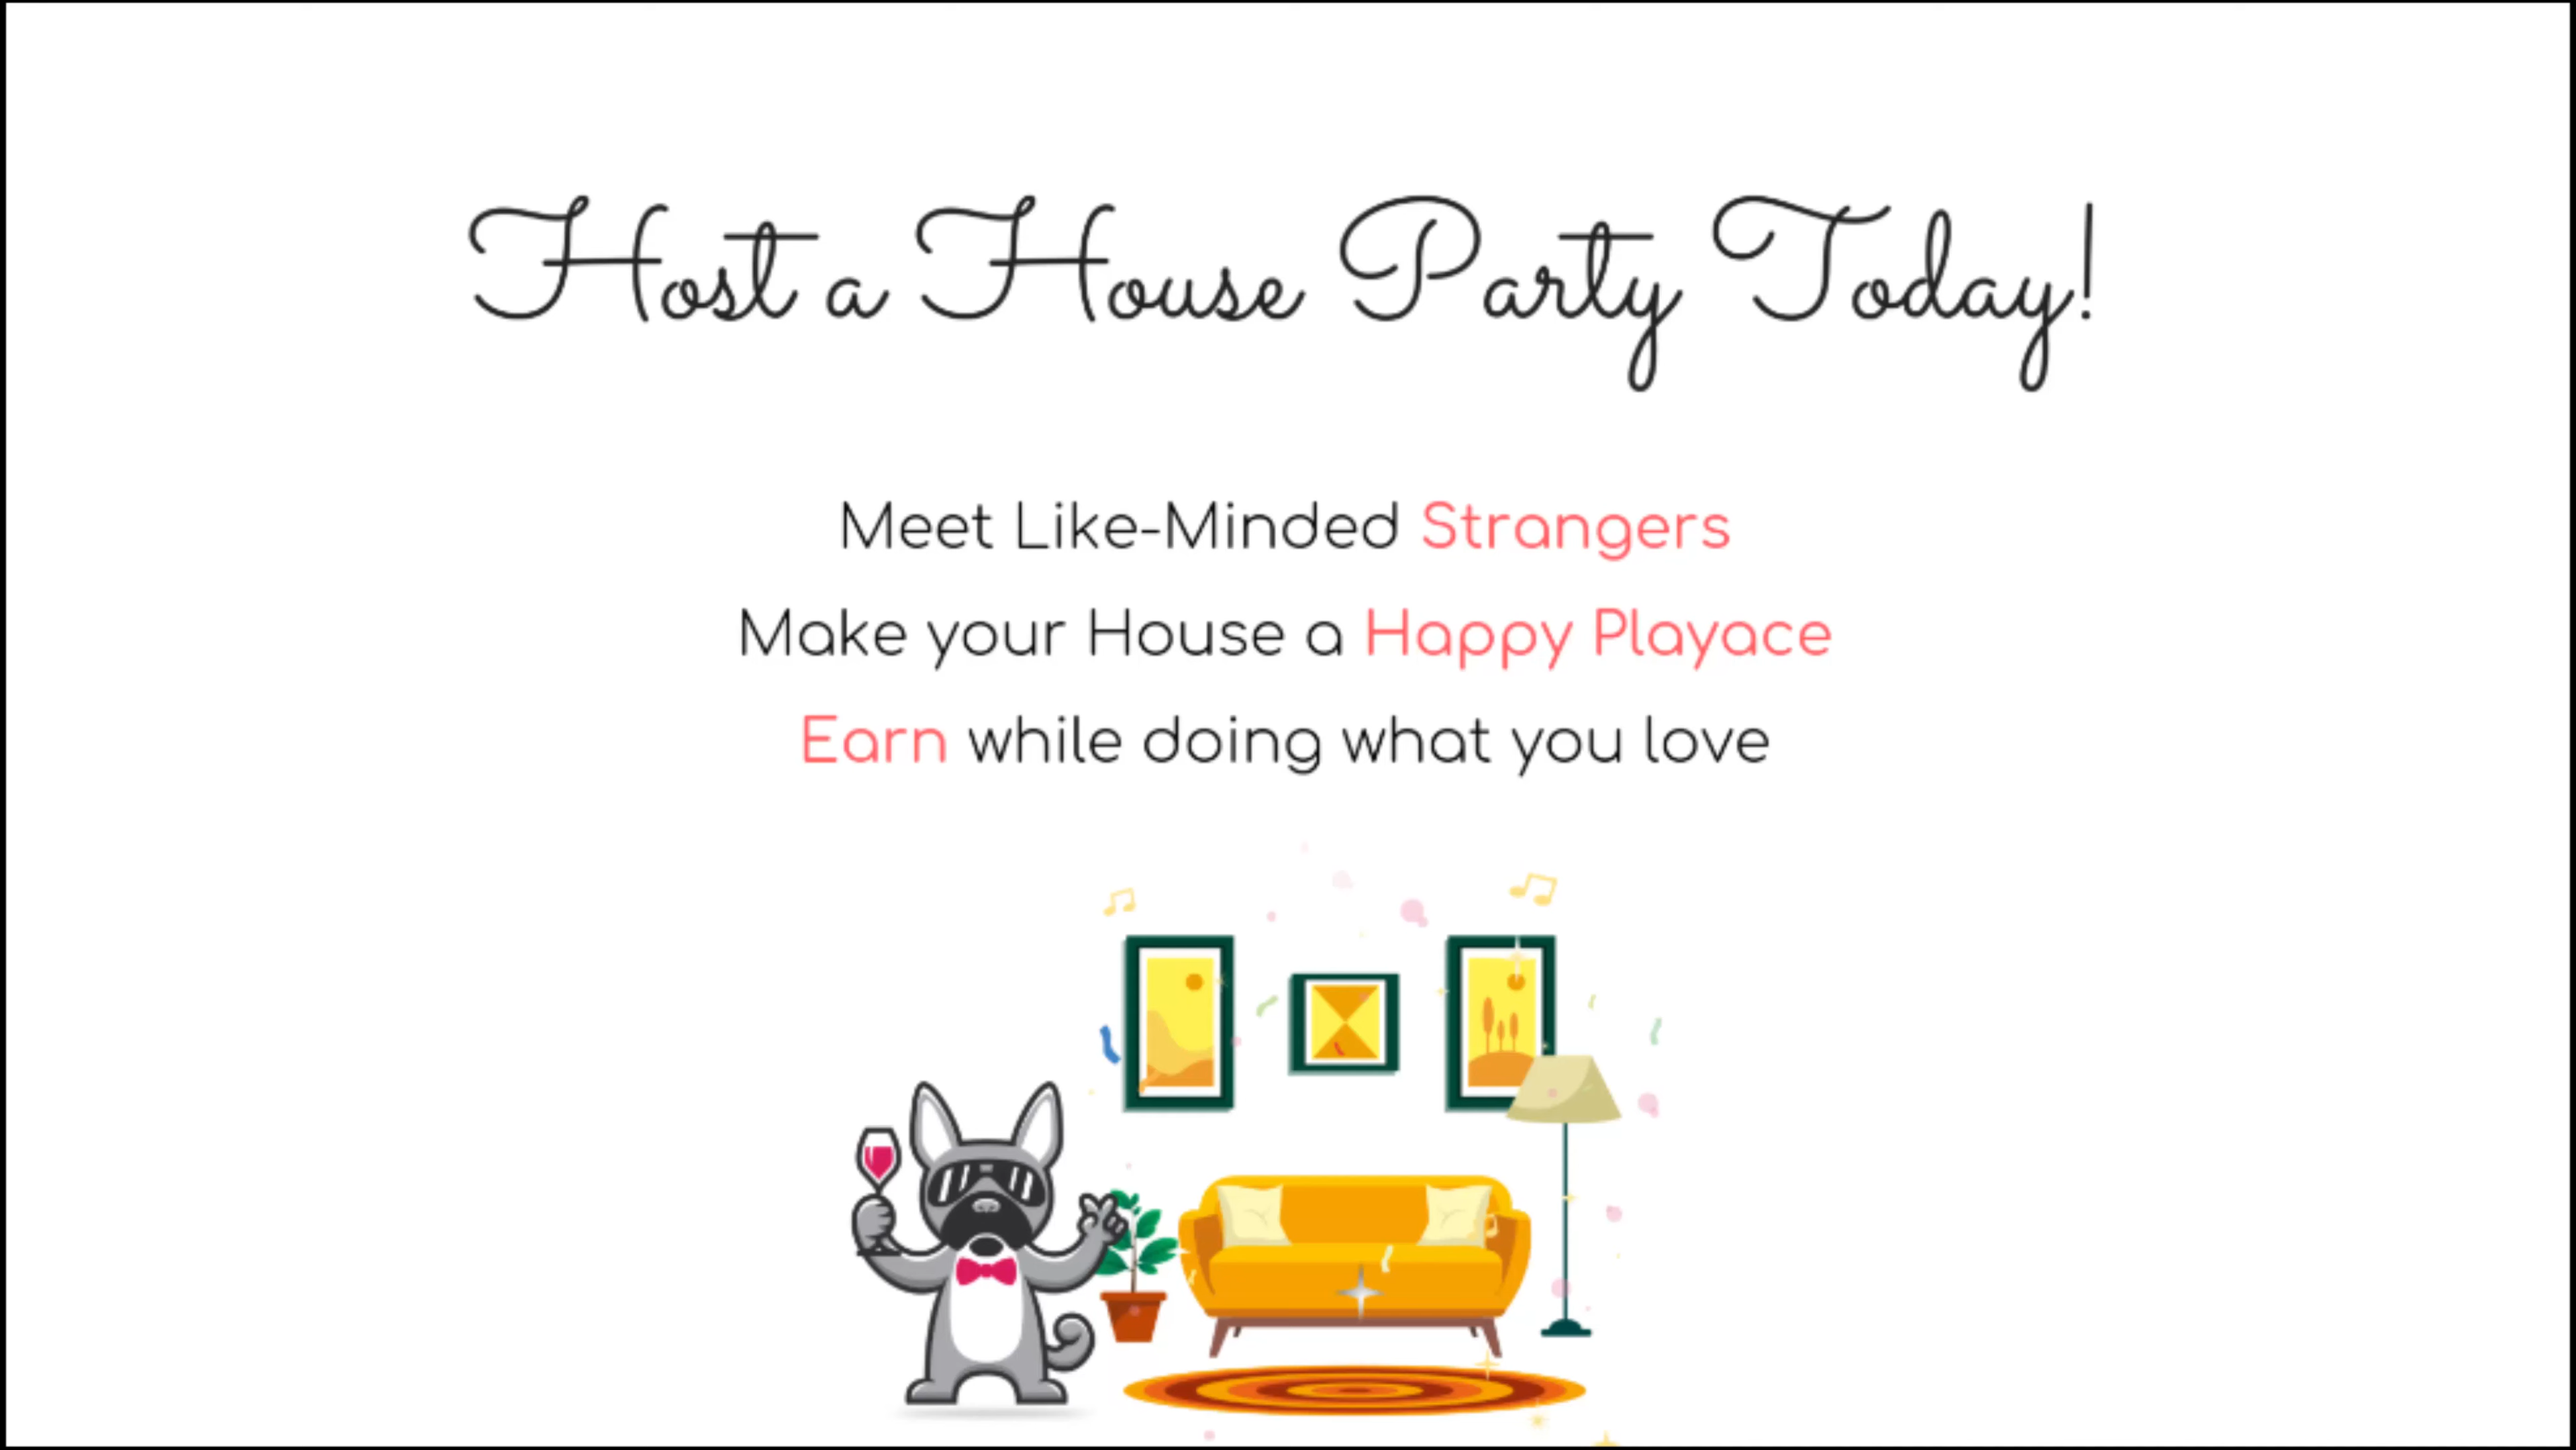 Host a House Party Today!
Meet Like-Minded Strangers
Make your House a Happy Playace
Earn while doing what you love